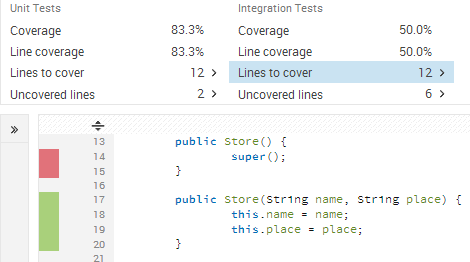 Unit Tests
Coverage 83.3%
Line coverage 83.3%
Lines to cover 12 >
Uncovered lines 2 >
Integration Tests
Coverage 50.0%
Line coverage 50.0%
Lines to cover 12 >
Uncovered lines 6 >
»
13 public Store() {
14 super();
15 }
16
17 public Store(String name, String place) {
18 this.name = name;
19 this.place = place;
20 }
21